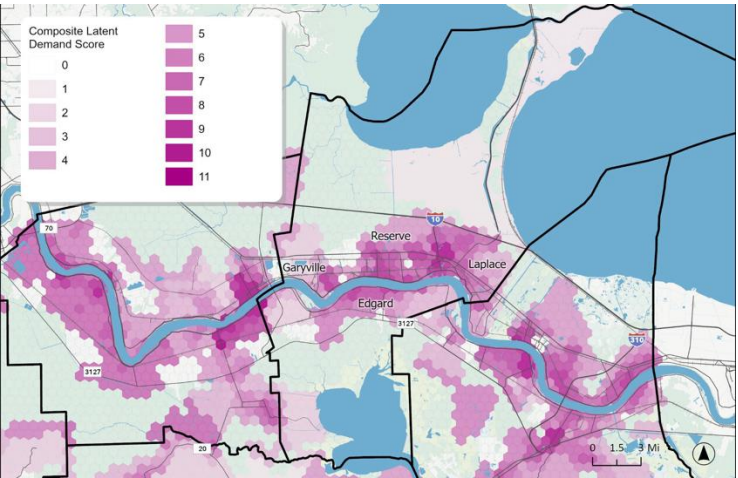 Composite Latent
Demand Score
0
1
2
3
4
5
6
7
8
9
10
11
70
10
Reserve
Garyville
Laplace
Edgard
3127
310
3127
20
0 1.5 3 Mi